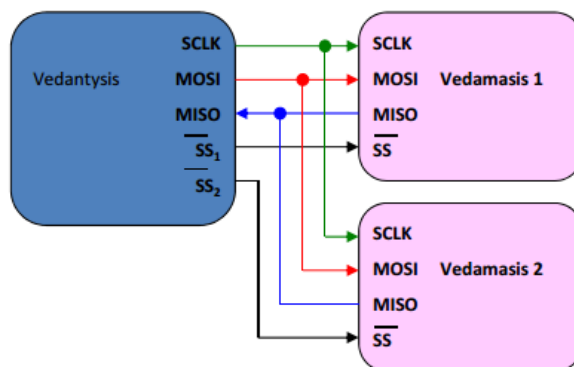 Vedantysis
SCLK
MOSI
MISO
SS1
SS2
SCLK
MOSI Vedamasis 1
MISO
SS
SCLK
MOSI Vedamasis 2
MISO
SS